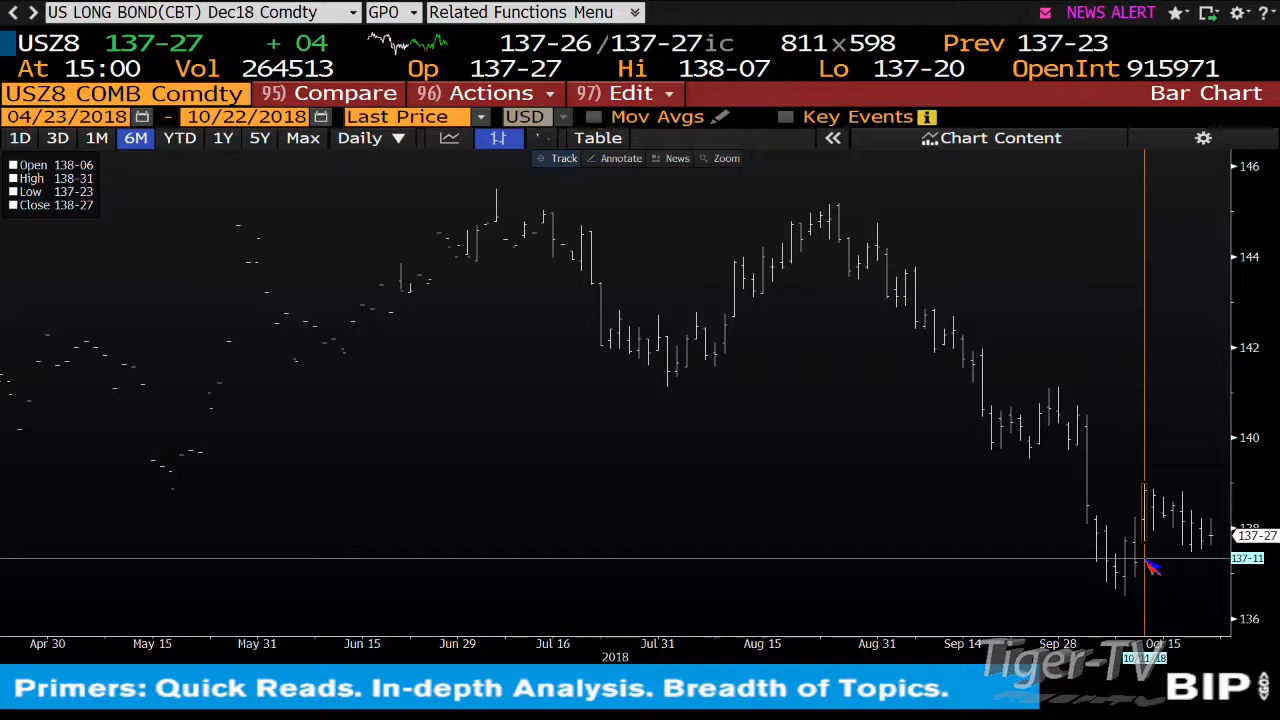 US LONG BOND(CBT) Dec18 Comdty GPO Related Functions Menu NEWS ALERT ?
USZ8 137-27 + 04 137-26/137-27ic 811x598 Prev 137-23
At 15:00 Vol 264513 Op 137-27 Hi 138-07 Lo 137-20 OpenInt 915971
USZ8 COMB Comdty 95) Compare 96) Actions 97) Edit Bar Chart
04/23/2018 - 10/22/2018 Last Price USD Mov Avgs Key Events i
1D 3D 1M 6M YTD 1Y 5Y Max Daily Table Chart Content
Track Annotate News Zoom
Open 138-06
High 138-31
Low 137-23
Close 138-27
146
144
142
140
138
137-27
137-11
136
Apr 30 May 15 May 31 Jun 15 Jun 29 Jul 16 Jul 31 Aug 15 Aug 31 Sep 14 Sep 28 Oct 15
2018
10/11/18
Tiger-TV
Primers: Quick Reads. In-depth Analysis. Breadth of Topics.
BIP